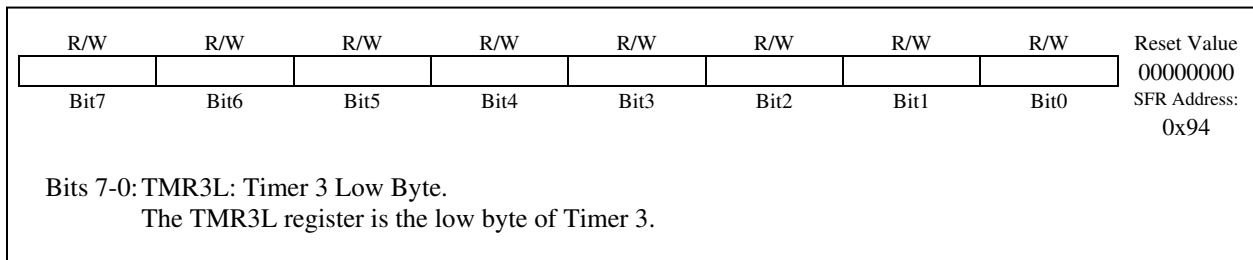 R/W R/W R/W R/W R/W R/W R/W R/W Reset Value
00000000
Bit7 Bit6 Bit5 Bit4 Bit3 Bit2 Bit1 Bit0 SFR Address:
0x94
Bits 7-0: TMR3L: Timer 3 Low Byte.
The TMR3L register is the low byte of Timer 3.